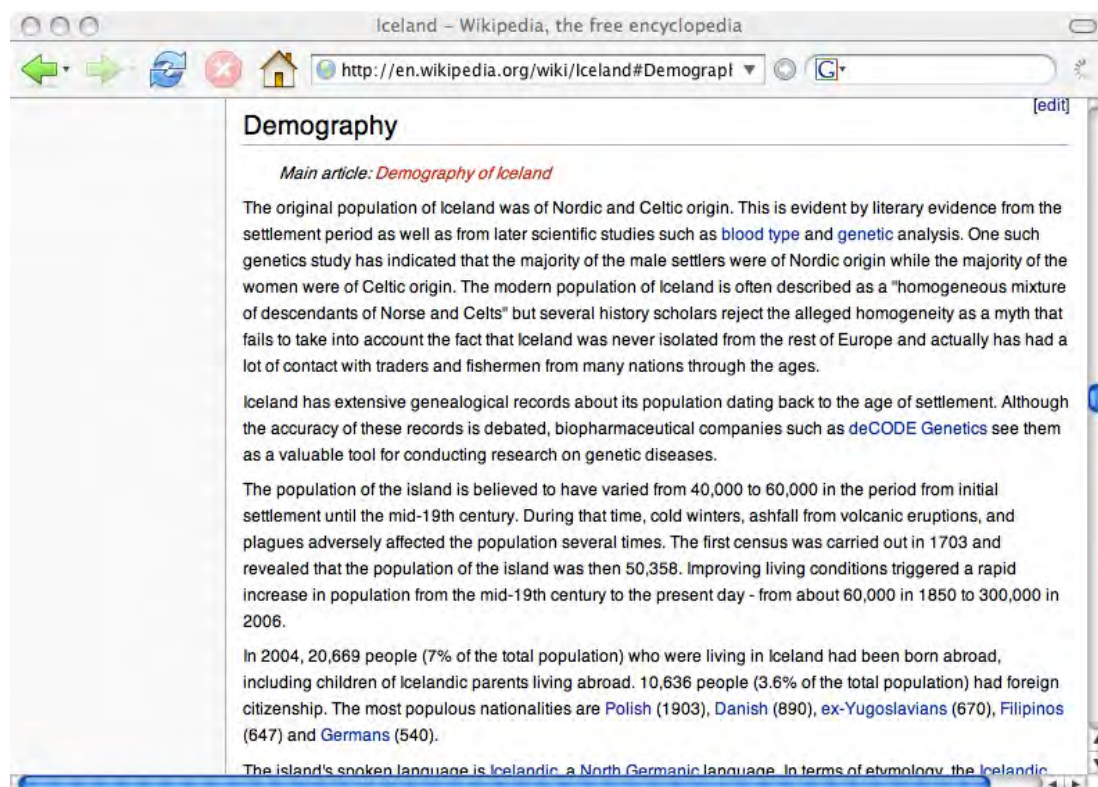 Iceland – Wikipedia, the free encyclopedia
http://en.wikipedia.org/wiki/Iceland#Demograph
G
[edit]
Demography
Main article: Demography of Iceland
The original population of Iceland was of Nordic and Celtic origin. This is evident by literary evidence from the
settlement period as well as from later scientific studies such as blood type and genetic analysis. One such
genetics study has indicated that the majority of the male settlers were of Nordic origin while the majority of the
women were of Celtic origin. The modern population of Iceland is often described as a "homogeneous mixture
of descendants of Norse and Celts" but several history scholars reject the alleged homogeneity as a myth that
fails to take into account the fact that Iceland was never isolated from the rest of Europe and actually has had a
lot of contact with traders and fishermen from many nations through the ages.
Iceland has extensive genealogical records about its population dating back to the age of settlement. Although
the accuracy of these records is debated, biopharmaceutical companies such as deCODE Genetics see them
as a valuable tool for conducting research on genetic diseases.
The population of the island is believed to have varied from 40,000 to 60,000 in the period from initial
settlement until the mid-19th century. During that time, cold winters, ashfall from volcanic eruptions, and
plagues adversely affected the population several times. The first census was carried out in 1703 and
revealed that the population of the island was then 50,358. Improving living conditions triggered a rapid
increase in population from the mid-19th century to the present day - from about 60,000 in 1850 to 300,000 in
2006.
In 2004, 20,669 people (7% of the total population) who were living in Iceland had been born abroad,
including children of Icelandic parents living abroad. 10,636 people (3.6% of the total population) had foreign
citizenship. The most populous nationalities are Polish (1903), Danish (890), ex-Yugoslavians (670), Filipinos
(647) and Germans (540).
The island's spoken language is Icelandic, a North Germanic language. In terms of etymology, the Icelandic